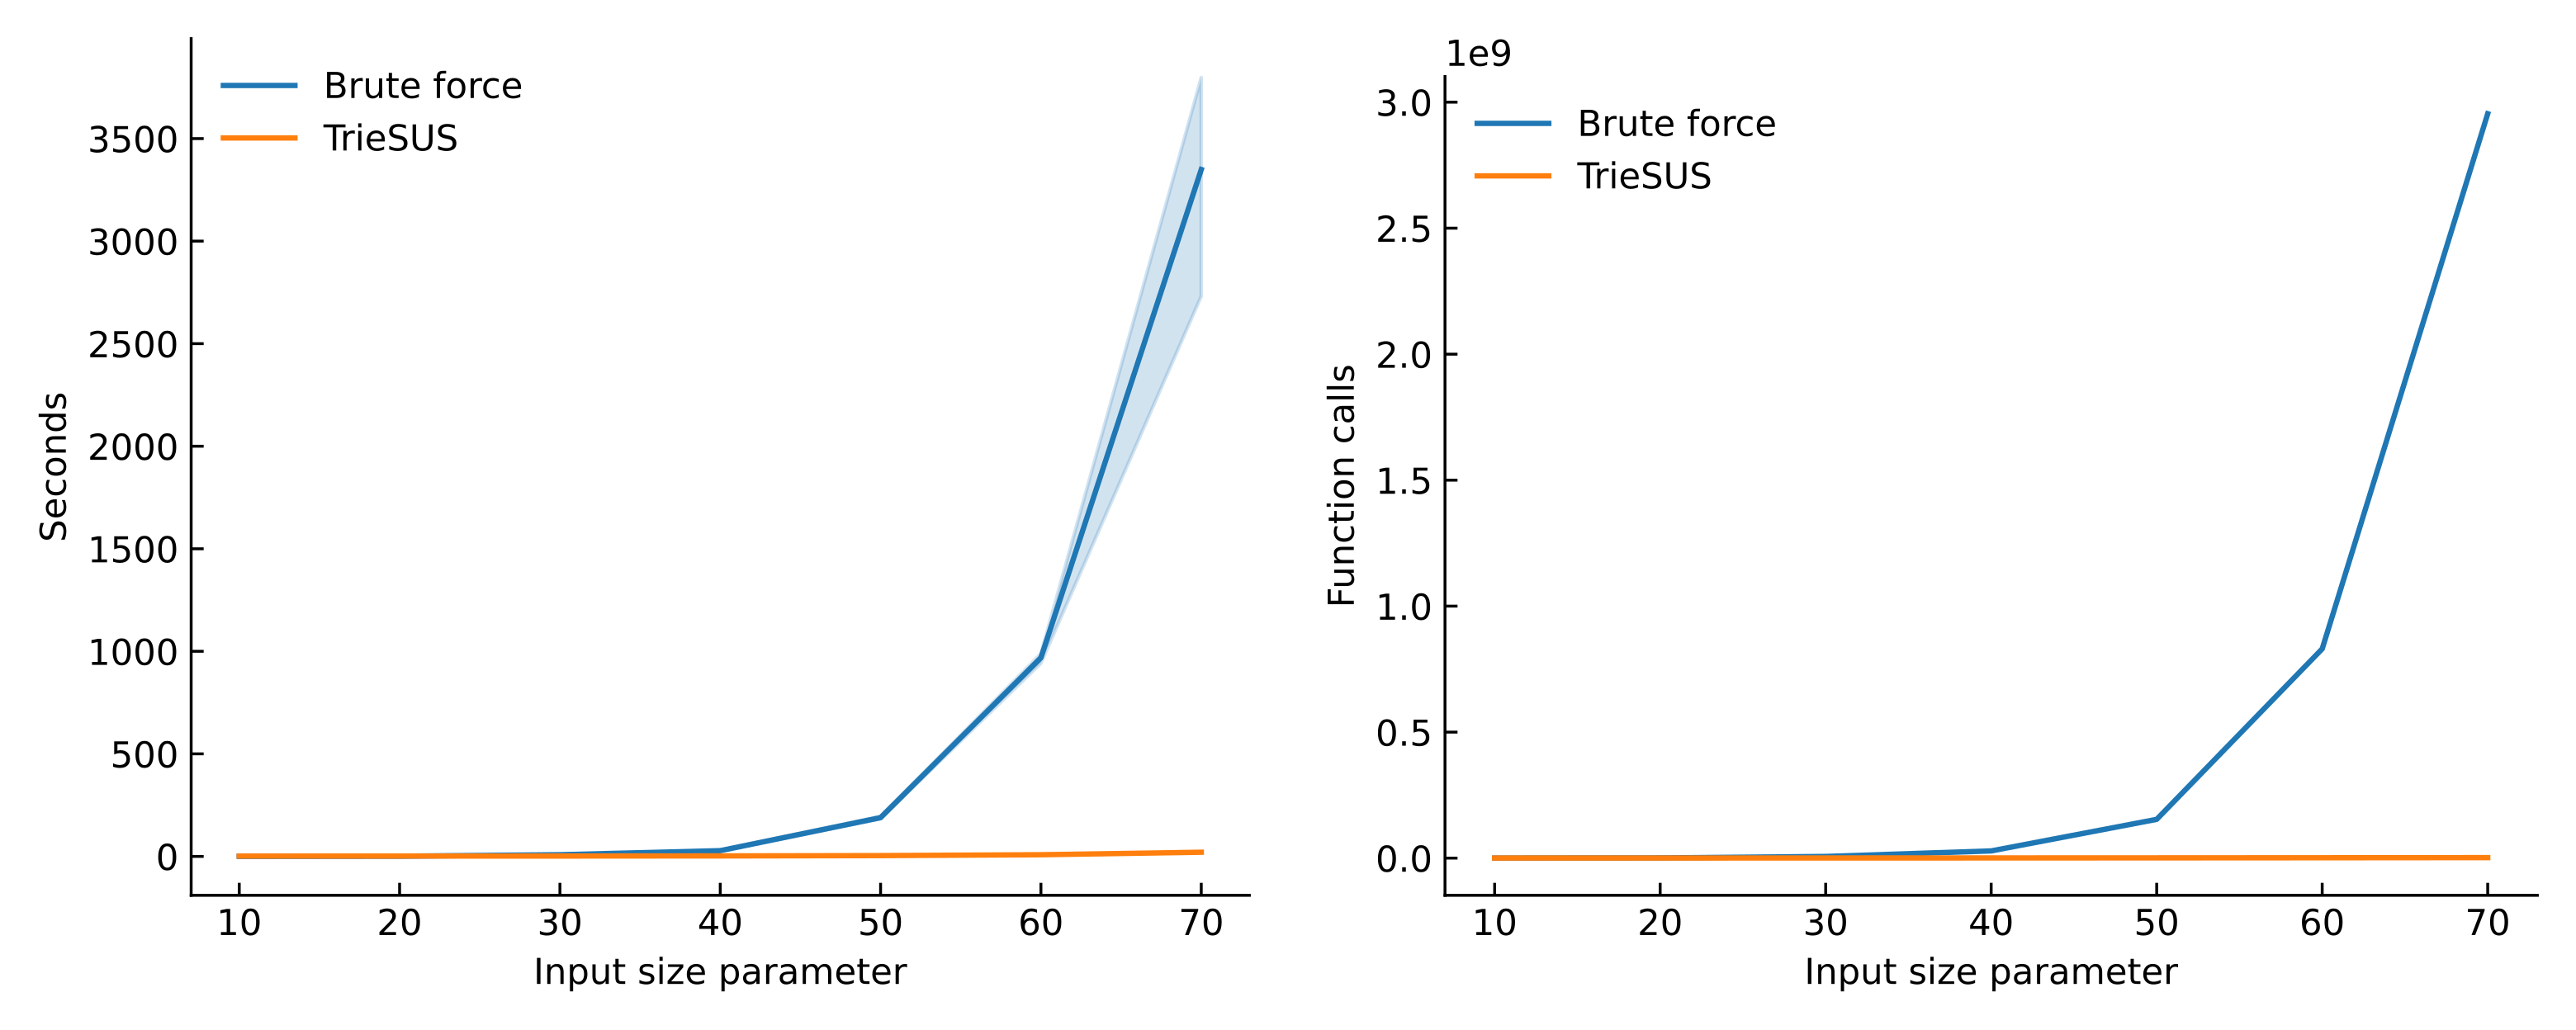 Brute force
TrieSUS
3500
3000
2500
2000
1500
1000
500
0
Seconds
10 20 30 40 50 60 70
Input size parameter
1e9
Brute force
TrieSUS
3.0
2.5
2.0
1.5
1.0
0.5
0.0
Function calls
10 20 30 40 50 60 70
Input size parameter